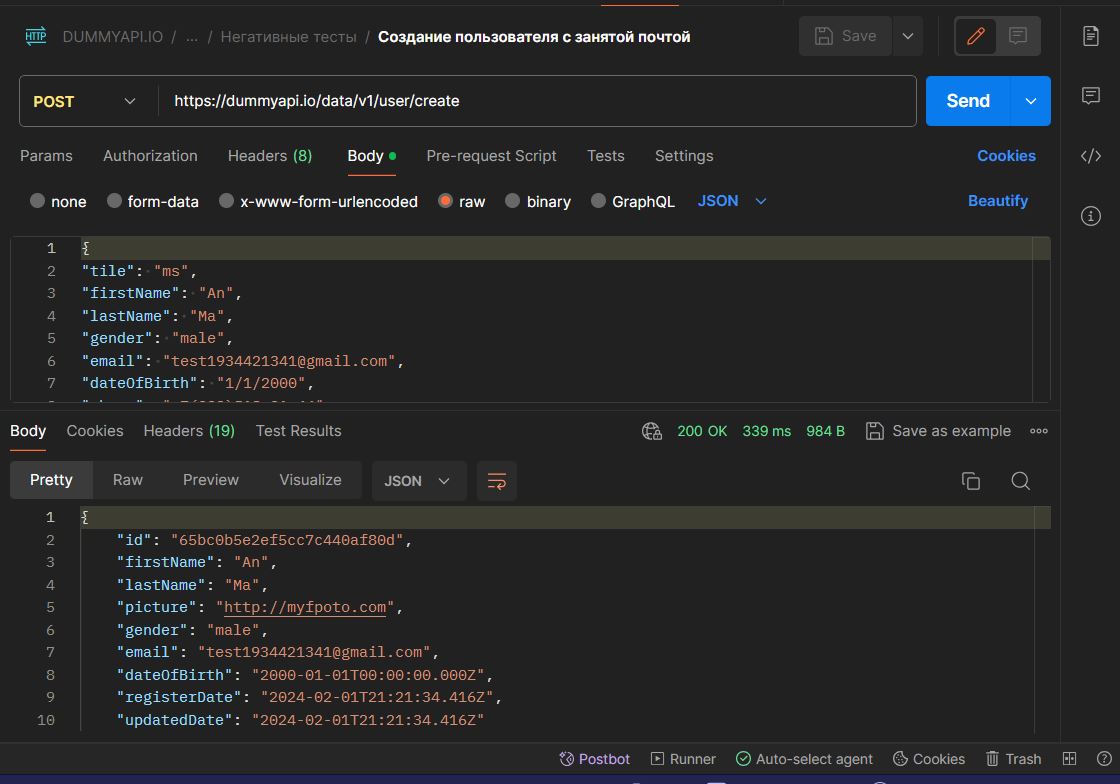 HTTP DUMMYAPI.IO / ... / Негативные тесты / Создание пользователя с занятой почтой Save
POST https://dummyapi.io/data/v1/user/create Send
Params Authorization Headers (8) Body Pre-request Script Tests Settings Cookies
none form-data x-www-form-urlencoded raw binary GraphQL JSON Beautify
1 {
2 "tile": "ms",
3 "firstName": "An",
4 "lastName": "Ma",
5 "gender": "male",
6 "email": "test1934421341@gmail.com",
7 "dateOfBirth": "1/1/2000",
Body Cookies Headers (19) Test Results 200 OK 339 ms 984 B Save as example
Pretty Raw Preview Visualize JSON
1 {
2 "id": "65bc0b5e2ef5cc7c440af80d",
3 "firstName": "An",
4 "lastName": "Ma",
5 "picture": "http://myfpoto.com",
6 "gender": "male",
7 "email": "test1934421341@gmail.com",
8 "dateOfBirth": "2000-01-01T00:00:00.000Z",
9 "registerDate": "2024-02-01T21:21:34.416Z",
10 "updatedDate": "2024-02-01T21:21:34.416Z"
Postbot Runner Auto-select agent Cookies Trash